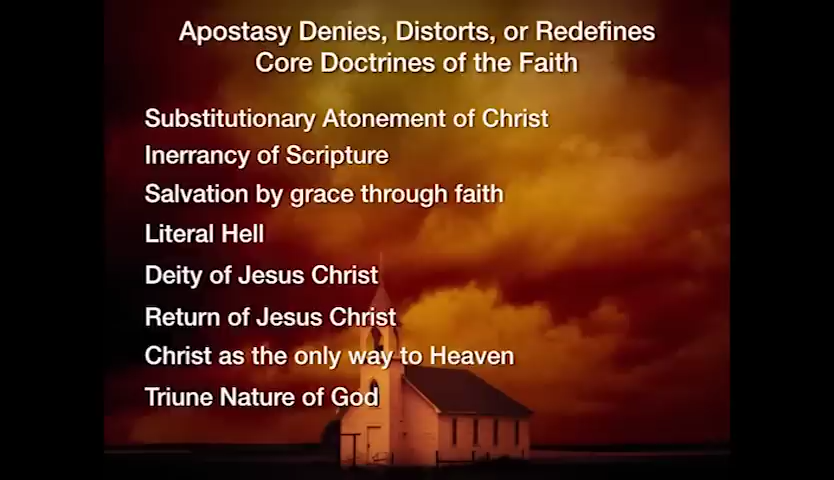 Apostasy Denies, Distorts, or Redefines
Core Doctrines of the Faith
Substitutionary Atonement of Christ
Inerrancy of Scripture
Salvation by grace through faith
Literal Hell
Deity of Jesus Christ
Return of Jesus Christ
Christ as the only way to Heaven
Triune Nature of God